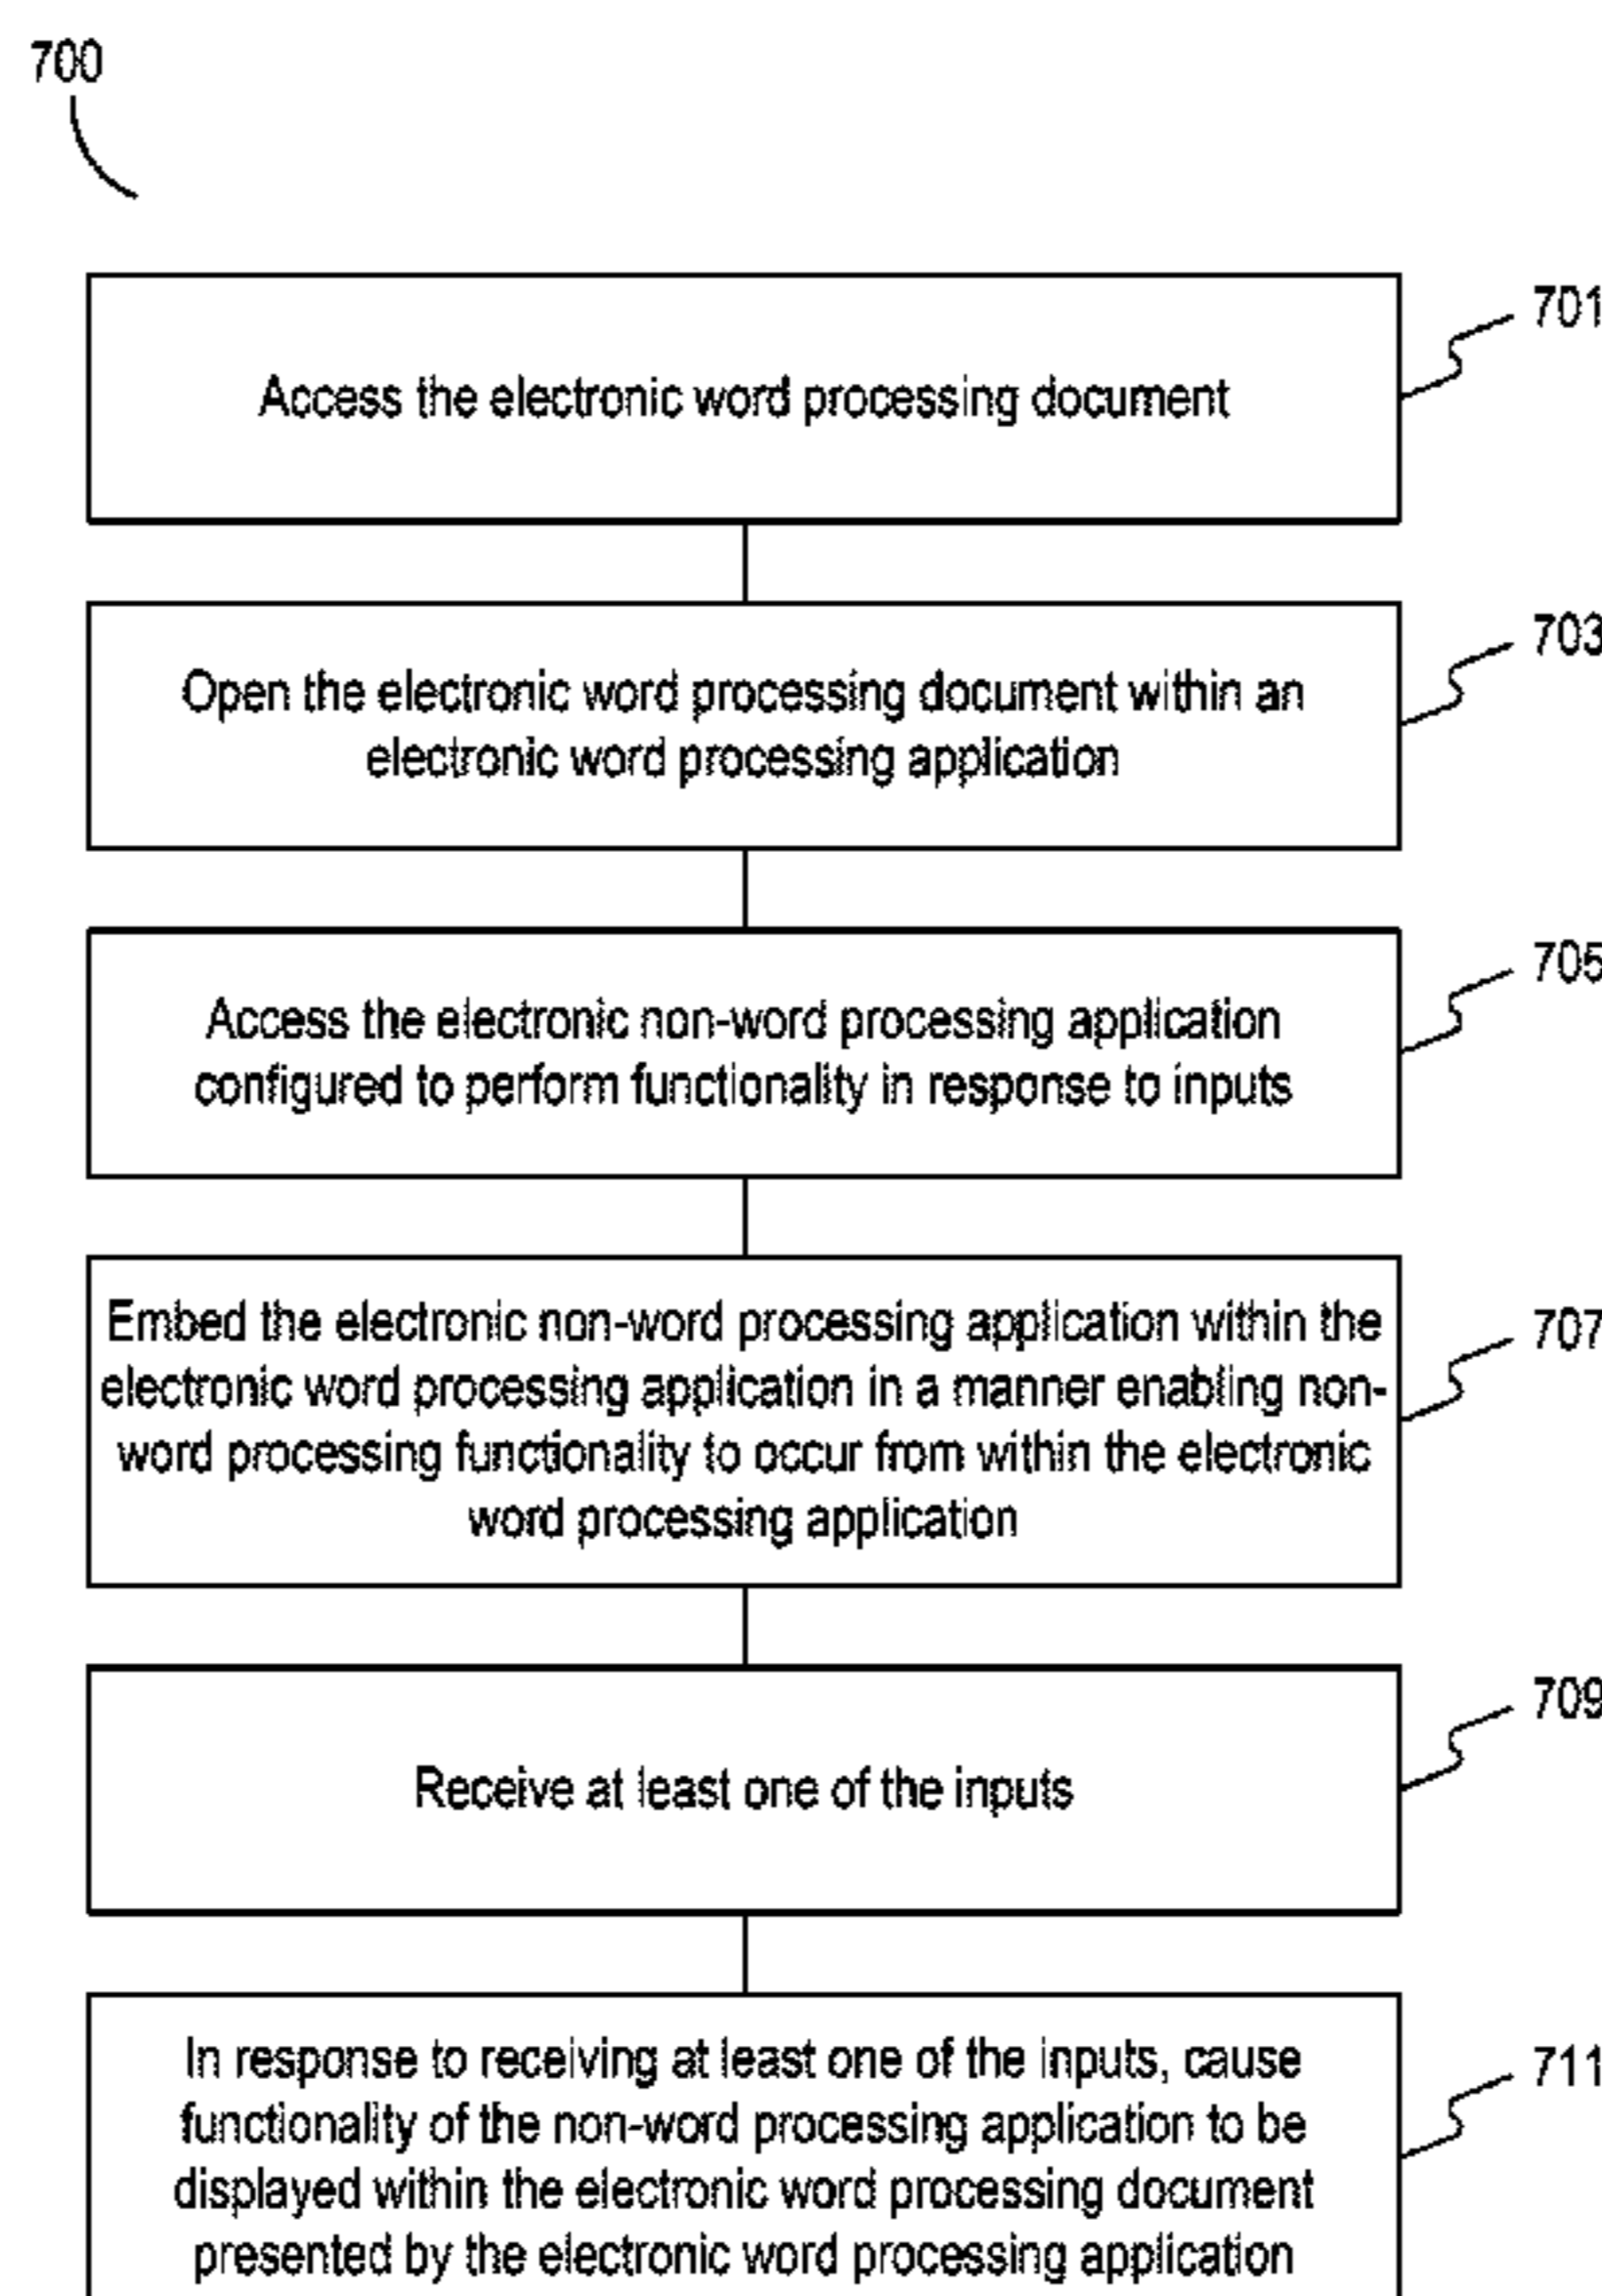 700
701
Access the electronic word processing document
703
Open the electronic word processing document within an
electronic word processing application
705
Access the electronic non-word processing application
configured to perform functionality in response to inputs
707
Embed the electronic non-word processing application within the
electronic word processing application in a manner enabling non-
word processing functionality to occur from within the electronic
word processing application
709
Receive at least one of the inputs
711
In response to receiving at least one of the inputs, cause
functionality of the non-word processing application to be
displayed within the electronic word processing document
presented by the electronic word processing application